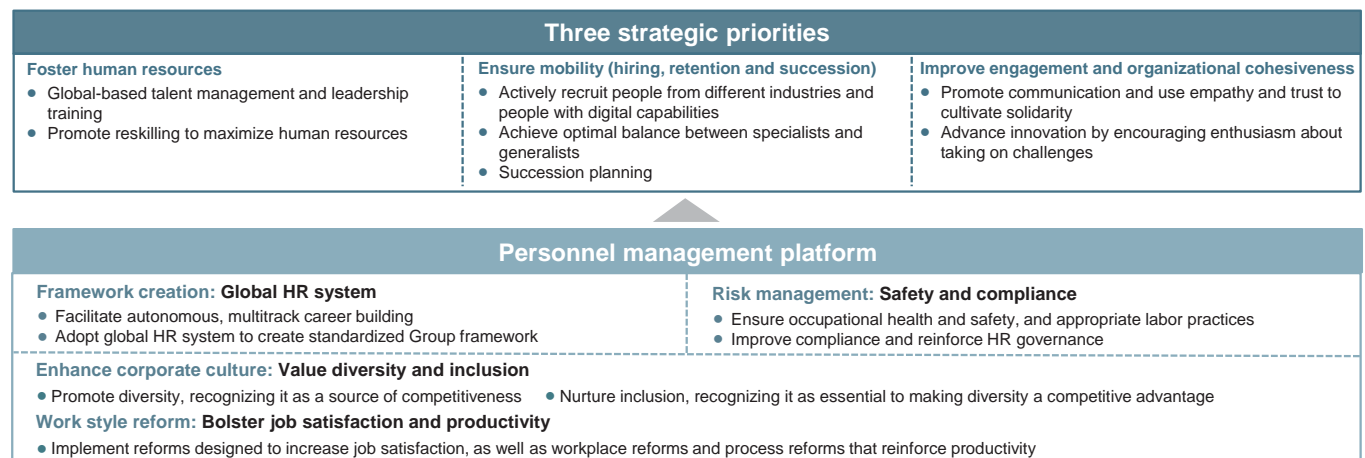 Three strategic priorities
Foster human resources
● Global-based talent management and leadership
training
● Promote reskilling to maximize human resources
Ensure mobility (hiring, retention and succession)
● Actively recruit people from different industries and
people with digital capabilities
● Achieve optimal balance between specialists and
generalists
● Succession planning
Improve engagement and organizational cohesiveness
● Promote communication and use empathy and trust to
cultivate solidarity
● Advance innovation by encouraging enthusiasm about
taking on challenges
Personnel management platform
Framework creation: Global HR system
● Facilitate autonomous, multitrack career building
● Adopt global HR system to create standardized Group framework
Risk management: Safety and compliance
● Ensure occupational health and safety, and appropriate labor practices
● Improve compliance and reinforce HR governance
Enhance corporate culture: Value diversity and inclusion
● Promote diversity, recognizing it as a source of competitiveness ● Nurture inclusion, recognizing it as essential to making diversity a competitive advantage
Work style reform: Bolster job satisfaction and productivity
● Implement reforms designed to increase job satisfaction, as well as workplace reforms and process reforms that reinforce productivity